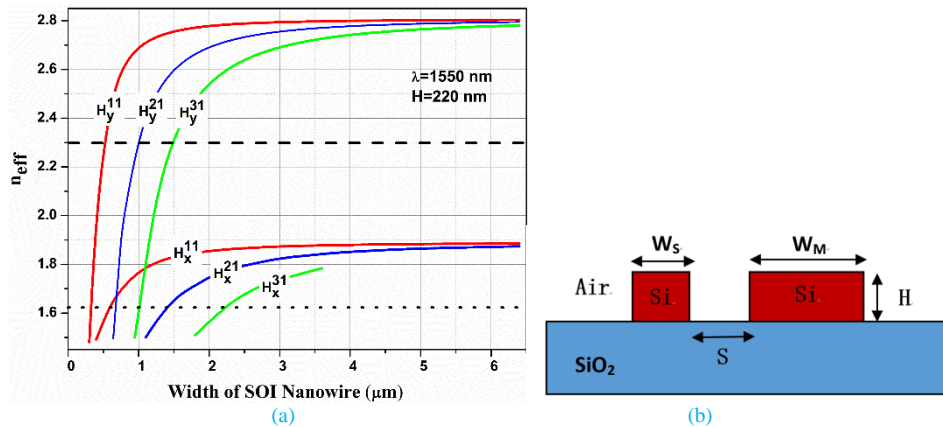 2.8
2.6
2.4
2.2
2.0
1.8
1.6
n_eff
λ=1550 nm
H=220 nm
H_y^11
H_y^21
H_y^31
H_x^11
H_x^21
H_x^31
0 1 2 3 4 5 6
Width of SOI Nanowire (μm)
(a)
W_S W_M
Air Si Si H
S
SiO₂
(b)